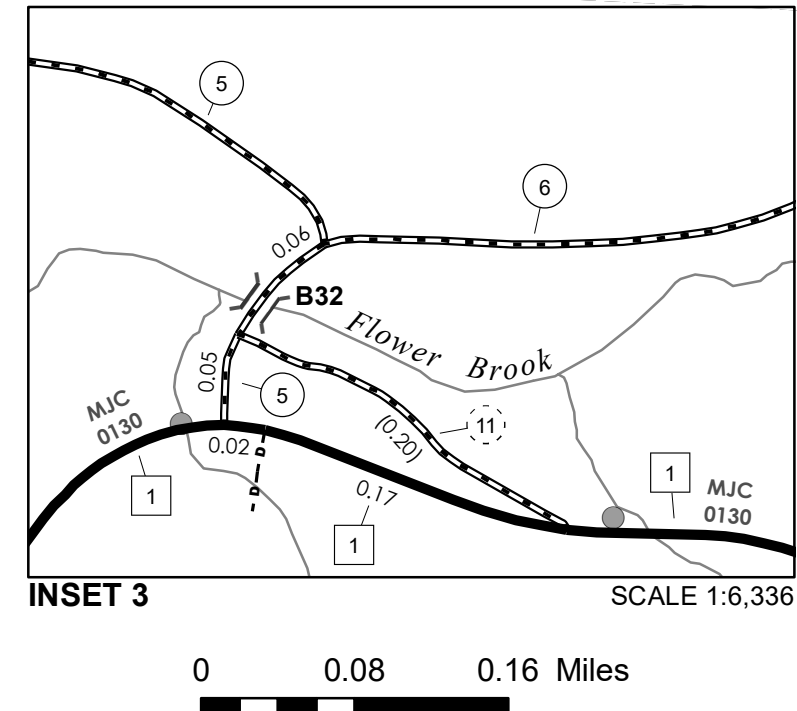 5
6
0.06
B32
Flower Brook
0.05
5
MJC
0130
11
(0.20)
0.02
D
D
1
0.17
1
1
MJC
0130
INSET 3
SCALE 1:6,336
0 0.08 0.16 Miles